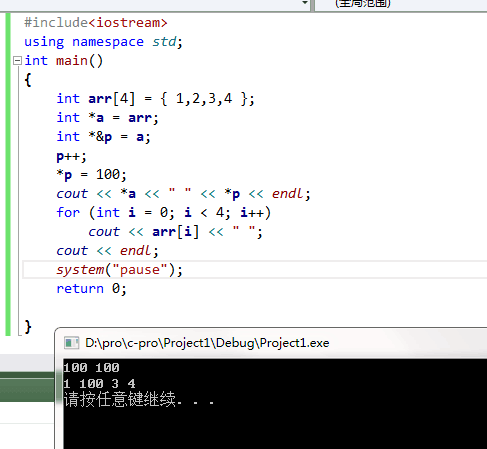 (全局范围)
#include<iostream>
using namespace std;
int main()
{
    int arr[4] = { 1,2,3,4 };
    int *a = arr;
    int *&p = a;
    p++;
    *p = 100;
    cout << *a << " " << *p << endl;
    for (int i = 0; i < 4; i++)
        cout << arr[i] << " ";
    cout << endl;
    system("pause");
    return 0;
}
D:\pro\c-pro\Project1\Debug\Project1.exe
100 100
1 100 3 4
请按任意键继续. . .